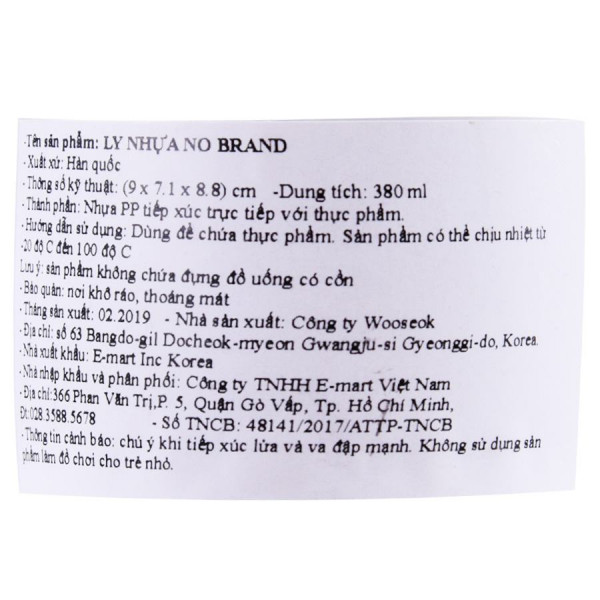 -Tên sản phẩm: LY NHỰA NO BRAND
- Xuất xứ: Hàn quốc
- Thông số kỹ thuật: (9 x 7.1 x 8.8) cm -Dung tích: 380 ml
- Thành phần: Nhựa PP tiếp xúc trực tiếp với thực phẩm.
- Hướng dẫn sử dụng: Dùng để chứa thực phẩm. Sản phẩm có thể chịu nhiệt từ
-20 độ C đến 100 độ C
Lưu ý: sản phẩm không chứa đựng đồ uống có cồn
- Bảo quản: nơi khô ráo, thoáng mát
- Tháng sản xuất: 02.2019 - Nhà sản xuất: Công ty Wooseok
- Địa chỉ: số 63 Bangdo-gil Docheok-myeon Gwangju-si Gyeonggi-do, Korea.
- Nhà xuất khẩu: E-mart Inc Korea
- Nhà nhập khẩu và phân phối: Công ty TNHH E-mart Việt Nam
- Địa chỉ:366 Phan Văn Trị,P. 5, Quận Gò Vấp, Tp. Hồ Chí Minh,
Đt:028.3588.5678 - Số TNCB: 48141/2017/ATTP-TNCB
- Thông tin cảnh báo: chú ý khi tiếp xúc lửa và va đập mạnh. Không sử dụng sản
phẩm làm đồ chơi cho trẻ nhỏ.